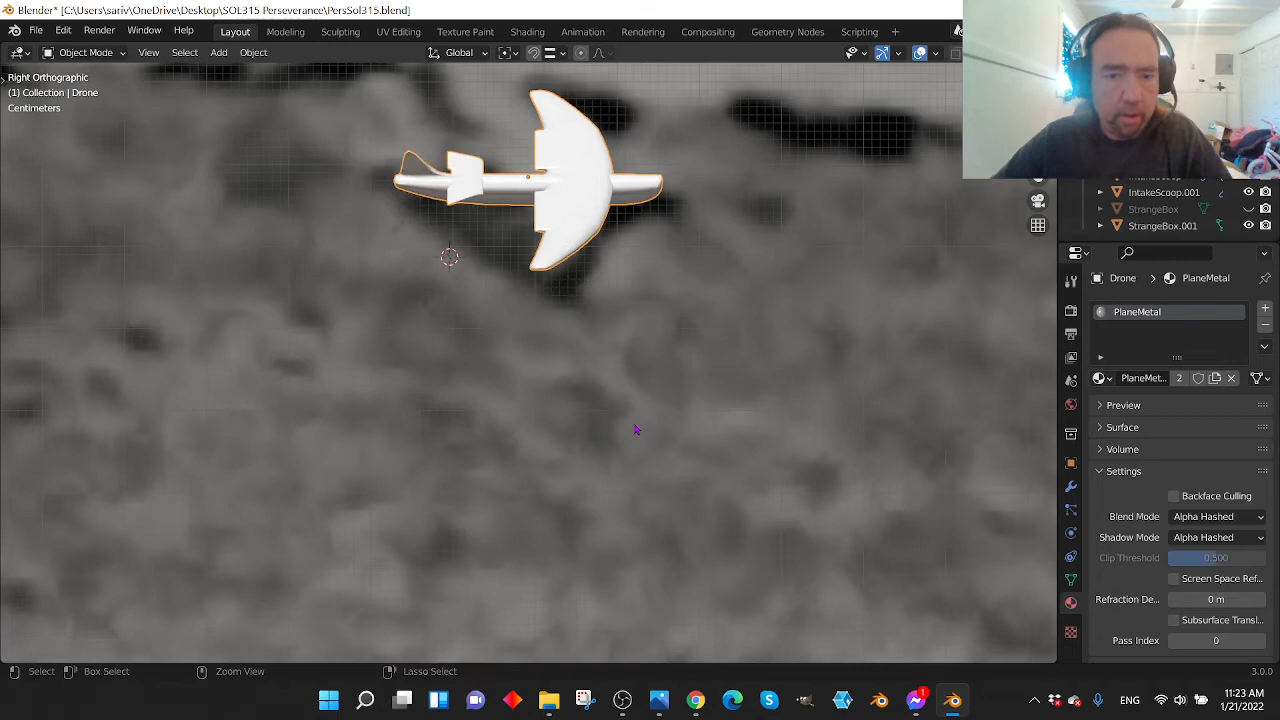 Blender* [C:\Users\sariv\OneDrive\Desktop\SOL315 Perseverance\PersSol315.blend]
File Edit Render Window Help Layout Modeling Sculpting UV Editing Texture Paint Shading Animation Rendering Compositing Geometry Nodes Scripting +
Object Mode View Select Add Object Global
Right Orthographic
(1) Collection | Drone
Centimeters
IntakeScoop.001
StrangeBox
StrangeBox.001
Drone PlaneMetal
PlaneMetal
PlaneMet... 2
Preview
Surface
Volume
Settings
Backface Culling
Blend Mode Alpha Hashed
Shadow Mode Alpha Hashed
Clip Threshold 0.500
Screen Space Ref...
Refraction De... 0 m
Subsurface Transl...
Pass Index 0
Select Box Select Zoom View Lasso Select 3.0.0
1
ENG
11:23 AM
1/21/2022